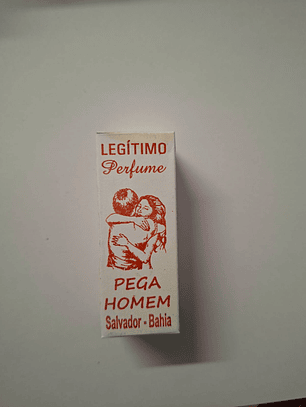 LEGÍTIMO
Perfume
PEGA
HOMEM
Salvador - Bahia